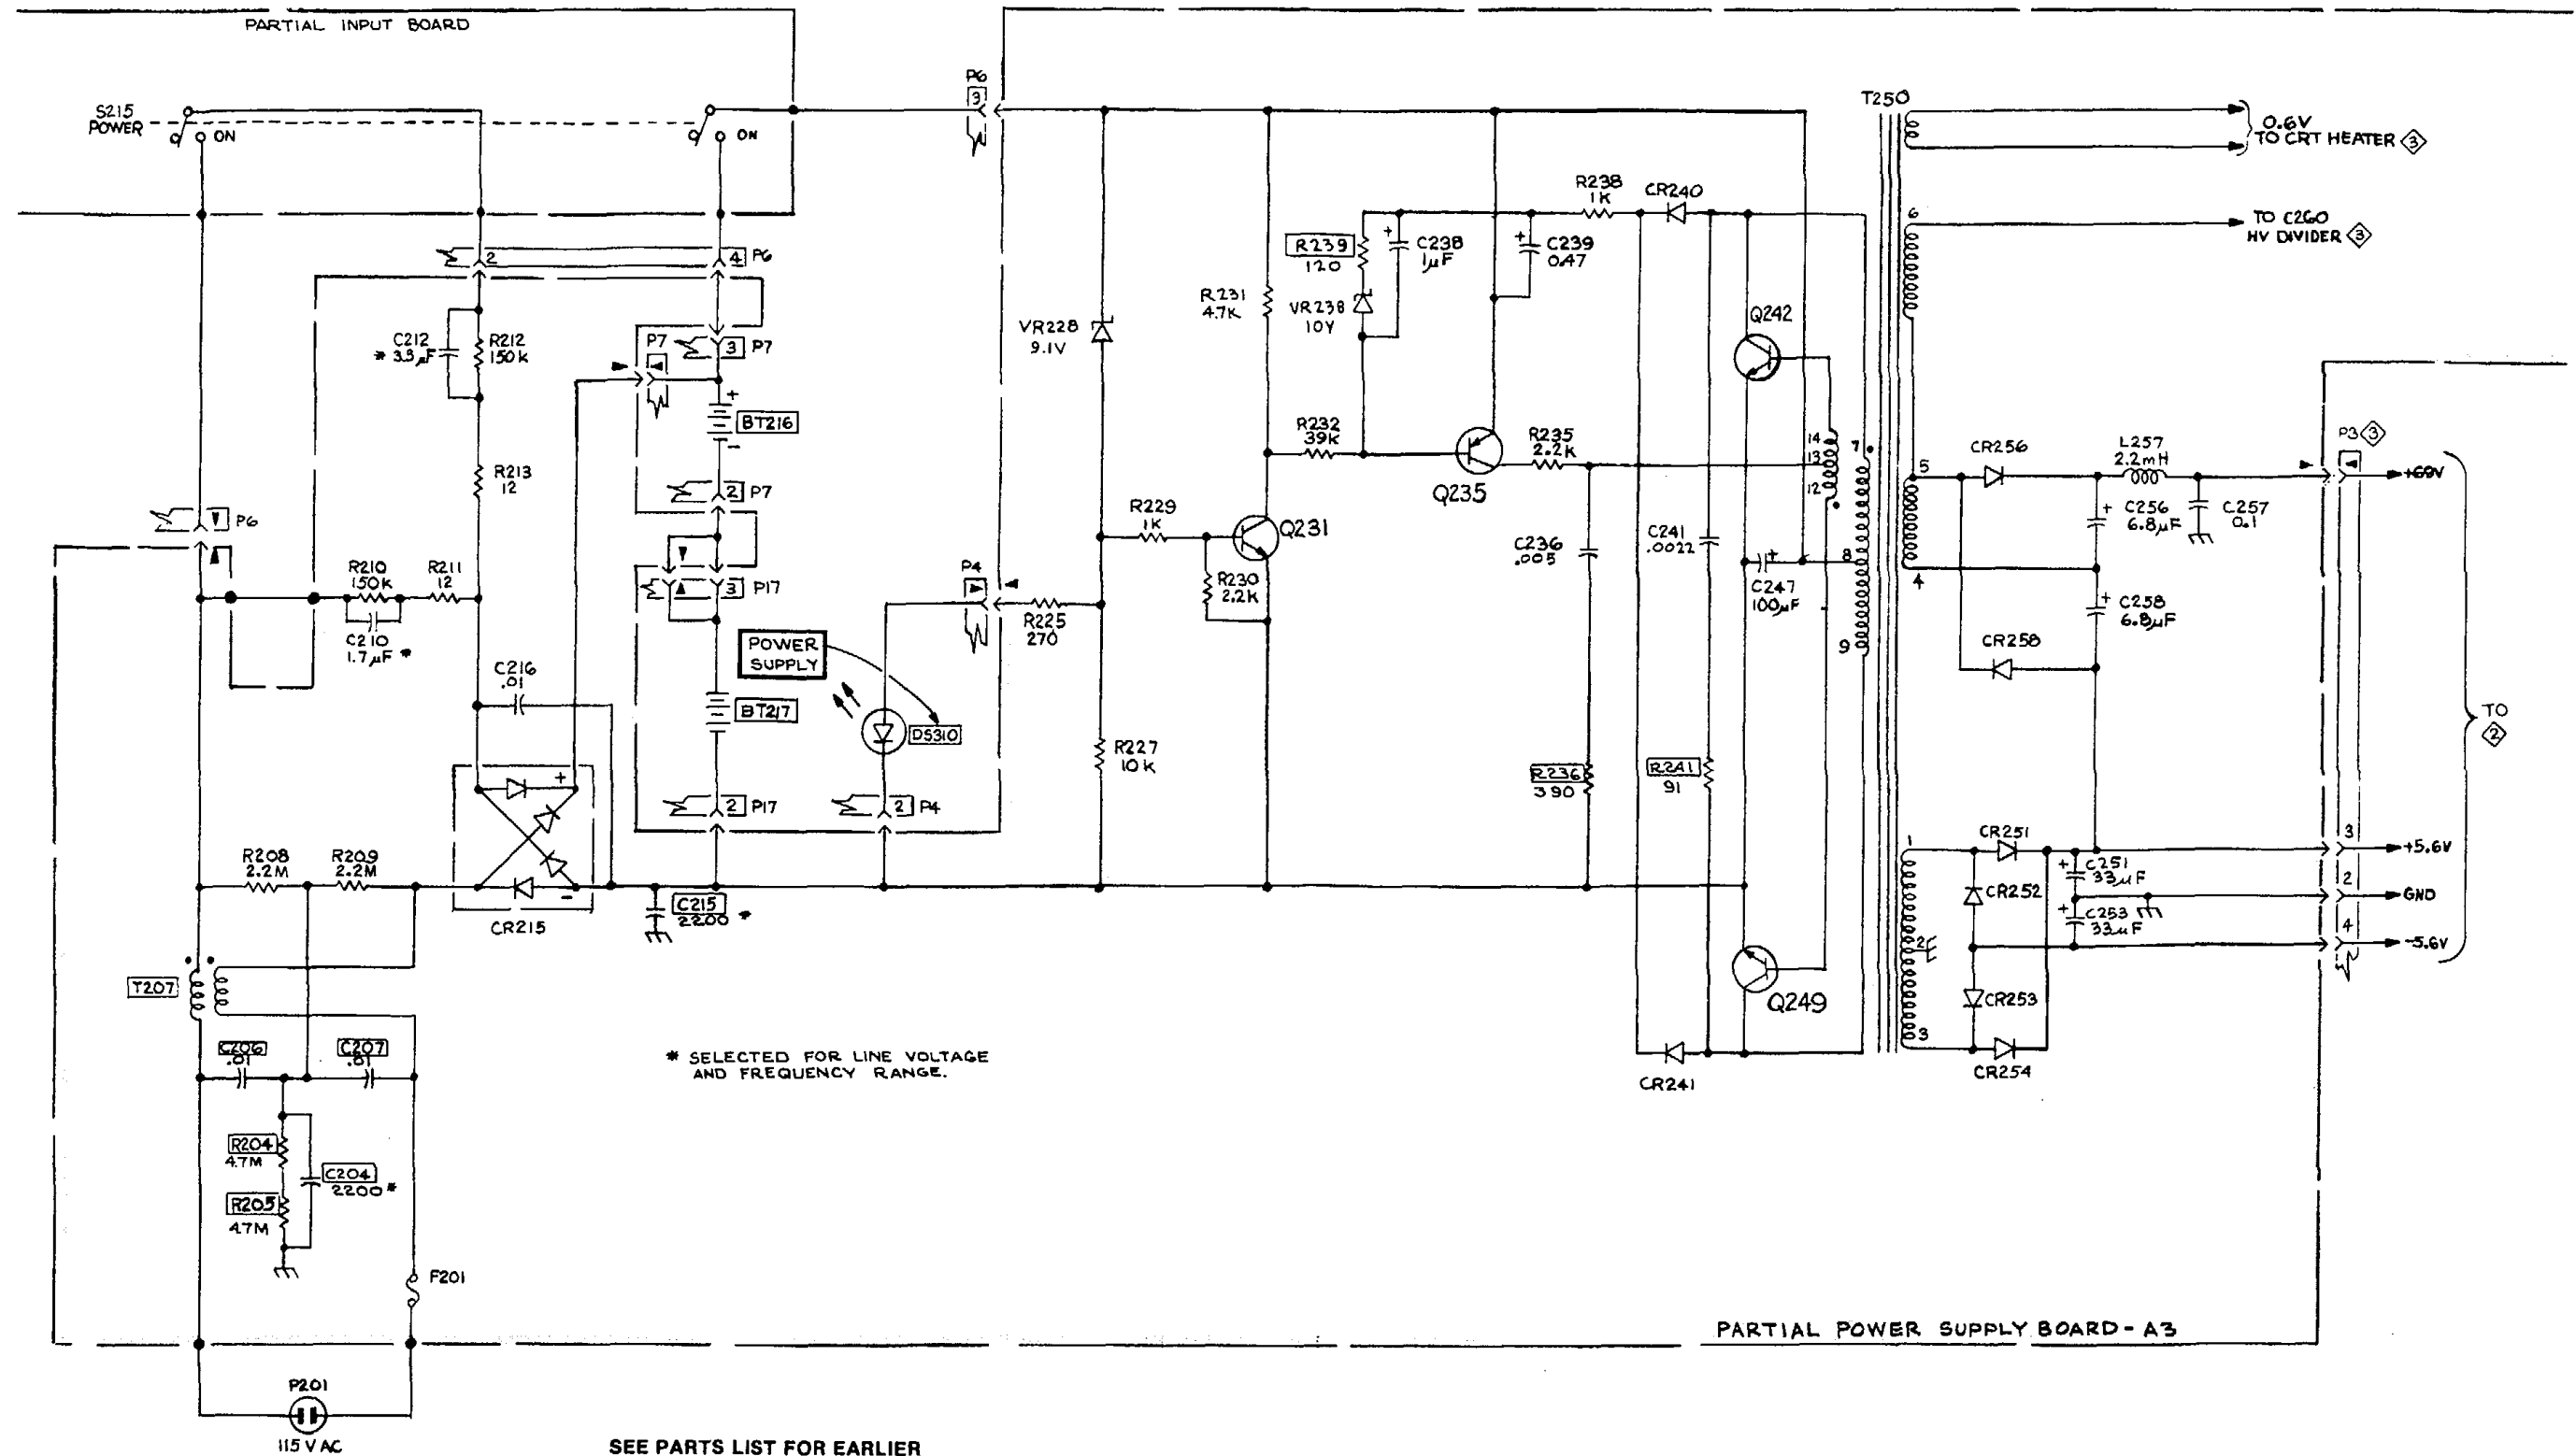 PARTIAL INPUT BOARD
S215
POWER
ON
ON
P6
3
T250
0.6V
TO CRT HEATER 3
6
TO C260
HV DIVIDER 3
R238
1K
CR240
R239
120
C238
1µF
C239
0.47
2
4
P6
R231
4.7K
VR238
10V
Q242
C212
* 3.3µF
R212
150K
P7
3
P7
VR228
9.1V
+
BT216
-
R213
12
2
P7
R232
39K
R235
2.2K
Q235
14
13
12
7
5
CR256
L257
2.2mH
P3 3
+69V
C256
6.8µF
C257
0.1
P6
R229
1K
Q231
C236
.005
C241
.0022
R210
150K
R211
12
C210
1.7µF *
3
P17
P4
R225
270
R230
2.2K
C247
100µF
8
4
C258
6.8µF
9
CR258
POWER
SUPPLY
C216
.01
BT217
DS310
TO
2
R227
10K
R236
390
R241
91
+
-
CR215
2
P17
2
P4
R208
2.2M
R209
2.2M
C215
2200 *
1
CR251
3
+5.6V
C251
33µF
CR252
2
GND
C253
33µF
4
-5.6V
2
T207
Q249
CR253
3
CR254
C206
.01
C207
.01
* SELECTED FOR LINE VOLTAGE
AND FREQUENCY RANGE.
CR241
R204
4.7M
C204
2200 *
R205
4.7M
F201
PARTIAL POWER SUPPLY BOARD - A3
P201
115 V AC
SEE PARTS LIST FOR EARLIER